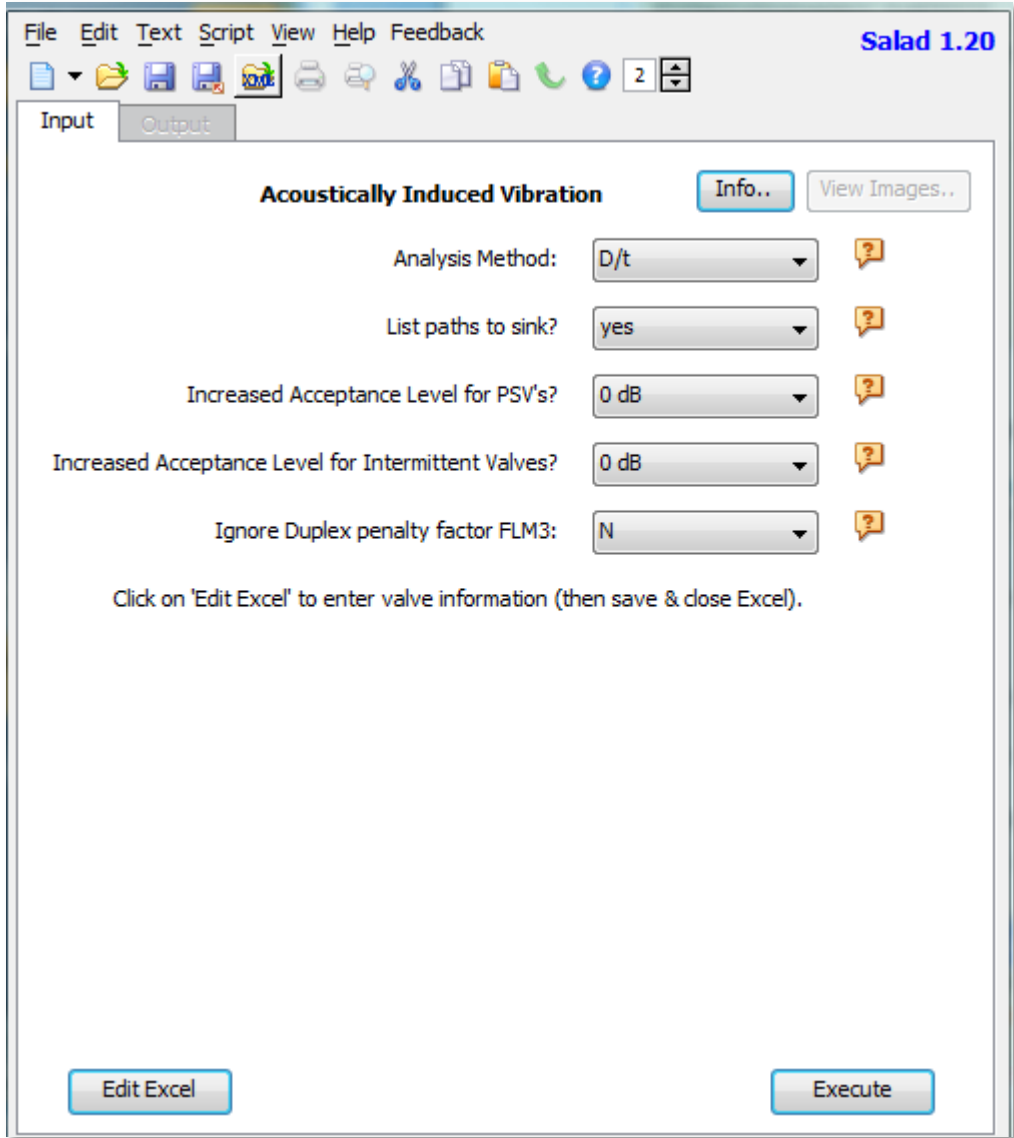 File Edit Text Script View Help Feedback
Salad 1.20
2
Input Output
Acoustically Induced Vibration Info.. View Images..
Analysis Method: D/t ?
List paths to sink? yes ?
Increased Acceptance Level for PSV's? 0 dB ?
Increased Acceptance Level for Intermittent Valves? 0 dB ?
Ignore Duplex penalty factor FLM3: N ?
Click on 'Edit Excel' to enter valve information (then save & close Excel).
Edit Excel Execute